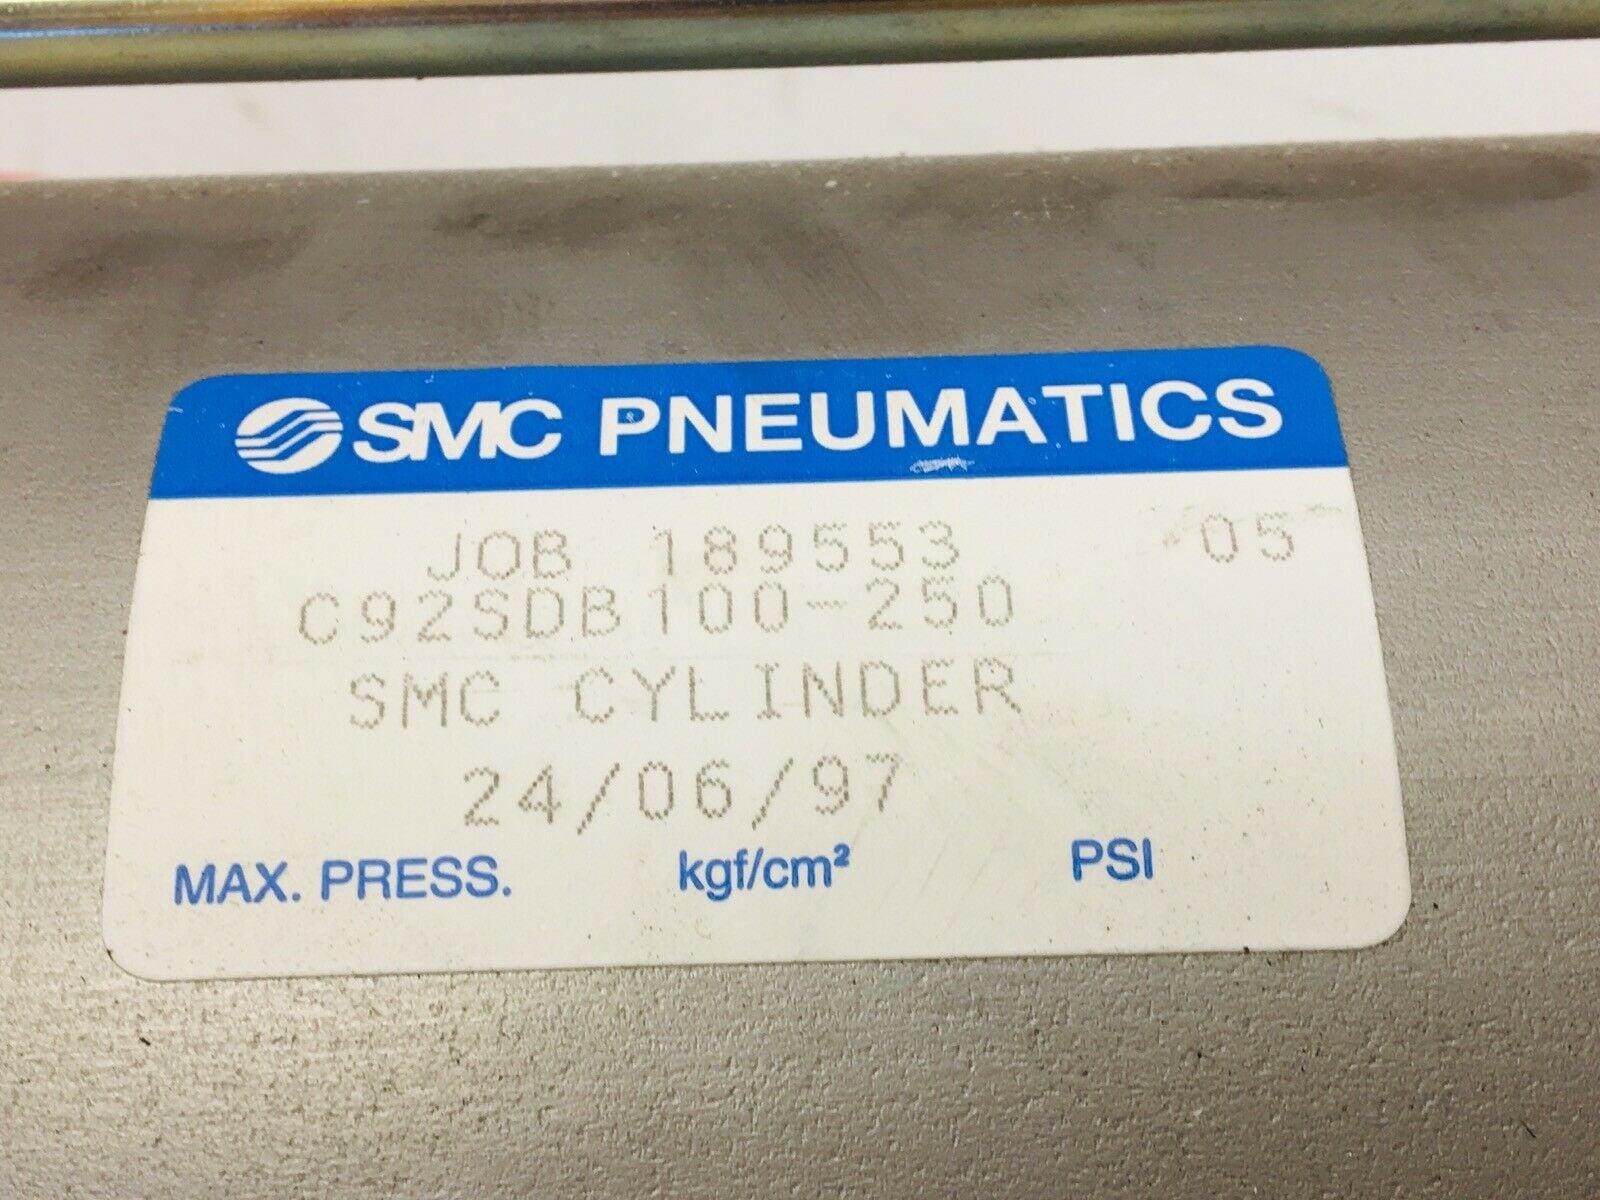 SMC PNEUMATICS
JOB 189553 05
C92SDB100-250
SMC CYLINDER
24/06/97
MAX. PRESS. kgf/cm² PSI